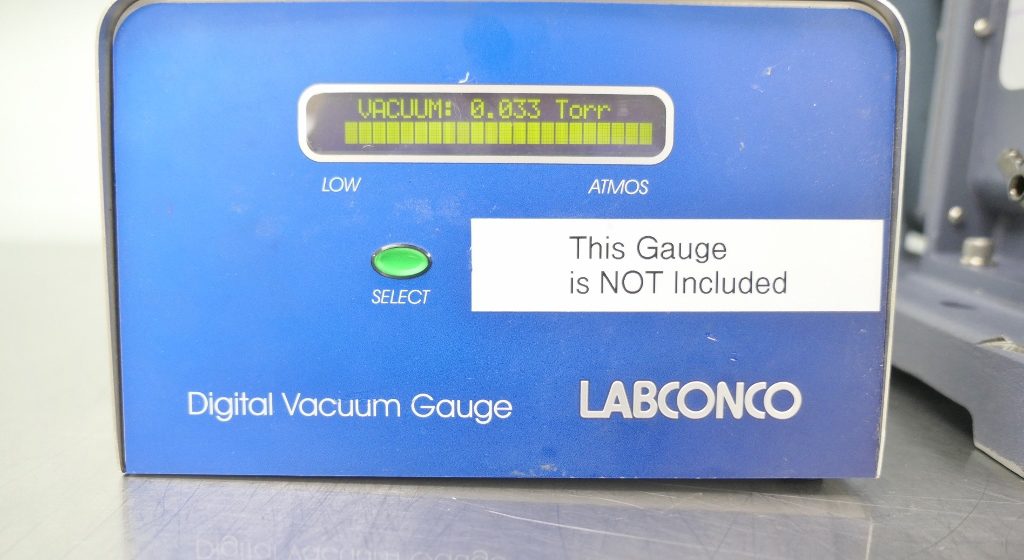 VACUUM: 0.033 Torr
LOW ATMOS
This Gauge
is NOT Included
SELECT
Digital Vacuum Gauge LABCONCO